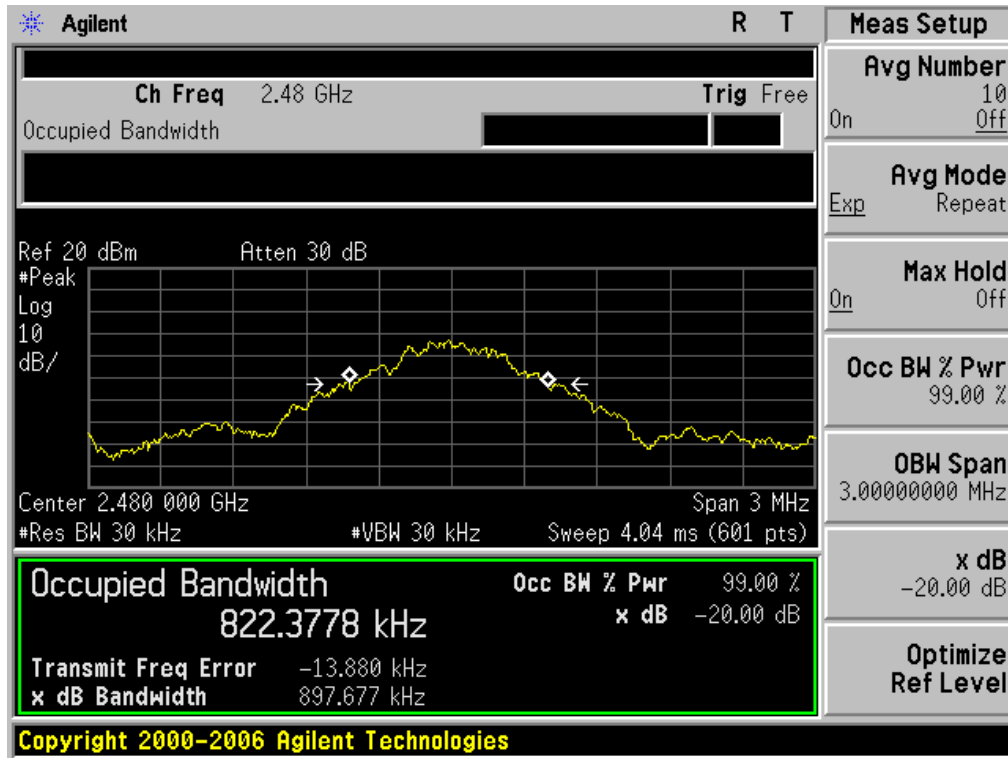 Agilent R T
Ch Freq 2.48 GHz Trig Free
Occupied Bandwidth
Ref 20 dBm Atten 30 dB
#Peak
Log
10
dB/
Center 2.480 000 GHz Span 3 MHz
#Res BW 30 kHz #VBW 30 kHz Sweep 4.04 ms (601 pts)
Occupied Bandwidth Occ BW % Pwr 99.00 %
822.3778 kHz x dB -20.00 dB
Transmit Freq Error -13.880 kHz
x dB Bandwidth 897.677 kHz
Copyright 2000-2006 Agilent Technologies
Meas Setup
Avg Number
10
On Off
Avg Mode
Exp Repeat
Max Hold
On Off
Occ BW % Pwr
99.00 %
OBW Span
3.00000000 MHz
x dB
-20.00 dB
Optimize
Ref Level